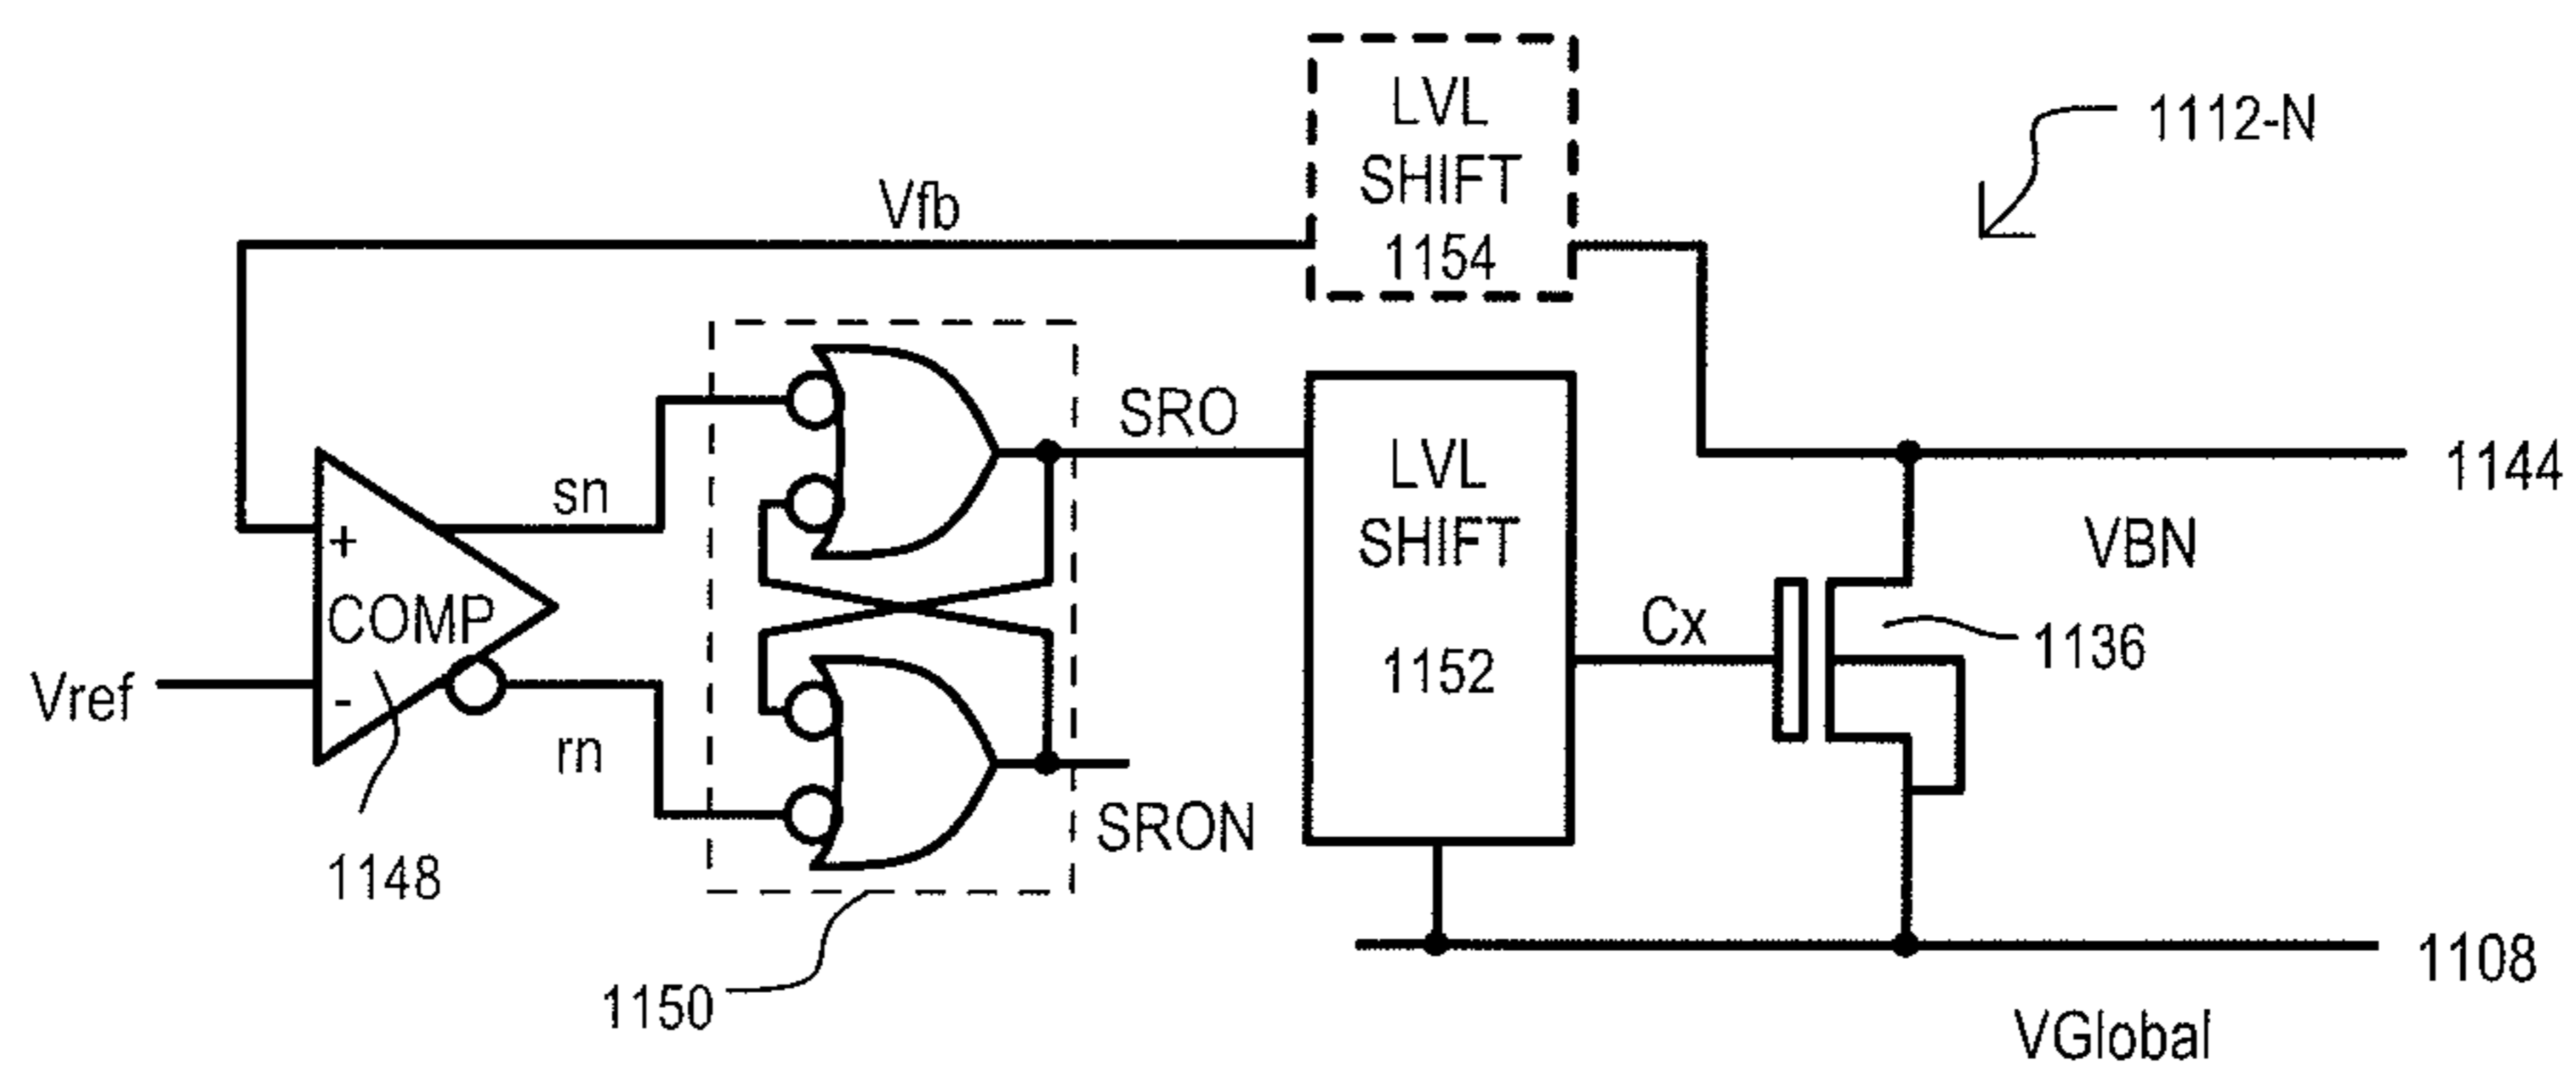 LVL
SHIFT
1154
1112-N
Vfb
SRO
LVL
SHIFT
1152
1144
sn
+
COMP
-
Vref
rn
1148
Cx
VBN
1136
SRON
1150
1108
VGlobal